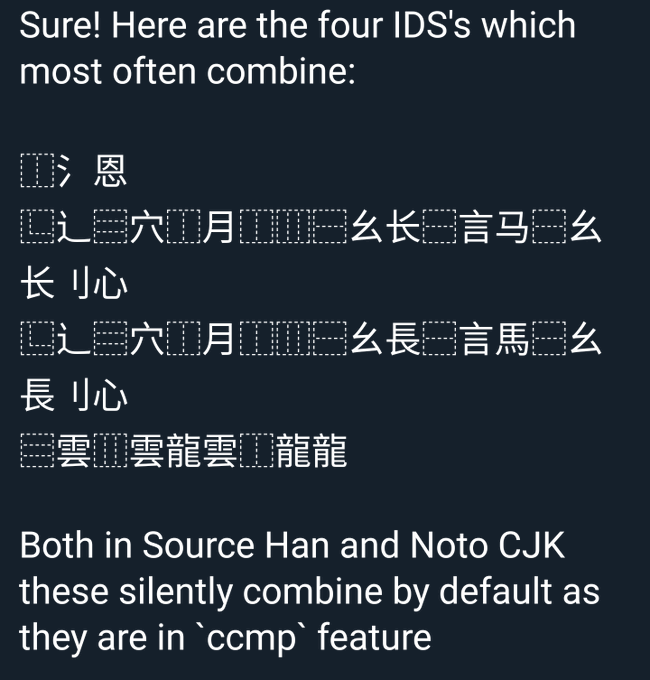 Sure! Here are the four IDS's which
most often combine:
⿰氵恩
⿺辶⿳穴⿰月⿰⿲⿱幺长⿱言马⿱幺
长刂心
⿺辶⿳穴⿰月⿰⿲⿱幺長⿱言馬⿱幺
長刂心
⿱雲⿲雲龍雲⿰龍龍
Both in Source Han and Noto CJK
these silently combine by default as
they are in `ccmp` feature